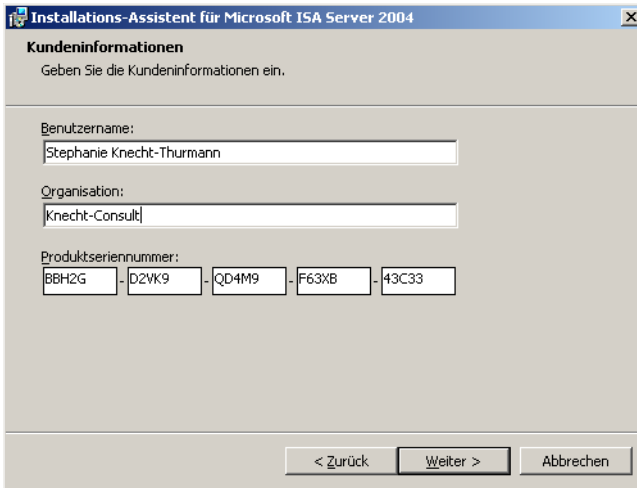 Installations-Assistent für Microsoft ISA Server 2004
Kundeninformationen
Geben Sie die Kundeninformationen ein.
Benutzername:
Stephanie Knecht-Thurmann
Organisation:
Knecht-Consult
Produktseriennummer:
BBH2G - D2VK9 - QD4M9 - F63XB - 43C33
< Zurück Weiter > Abbrechen